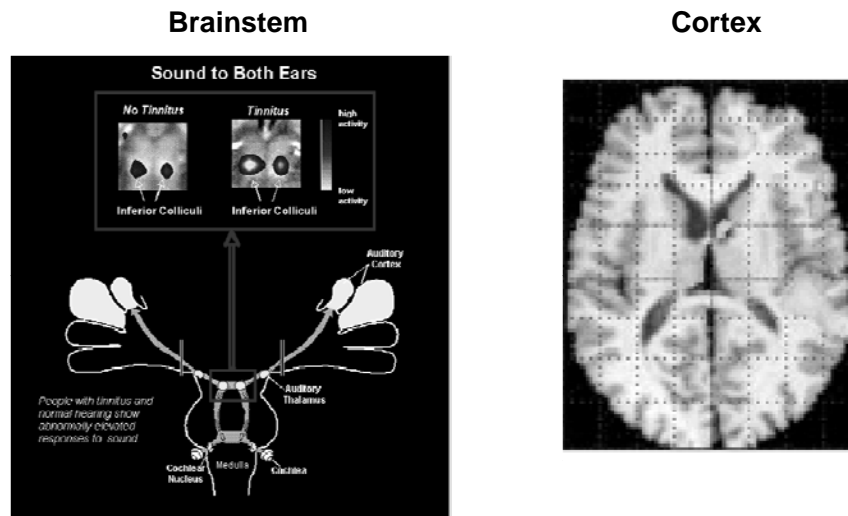 Brainstem
Cortex
Sound to Both Ears
No Tinnitus
Tinnitus
high
activity
low
activity
Inferior Colliculi
Inferior Colliculi
Auditory
Cortex
Auditory
Thalamus
People with tinnitus and
normal hearing show
abnormally elevated
responses to sound
Cochlear
Nucleus
Medulla
Cochlea